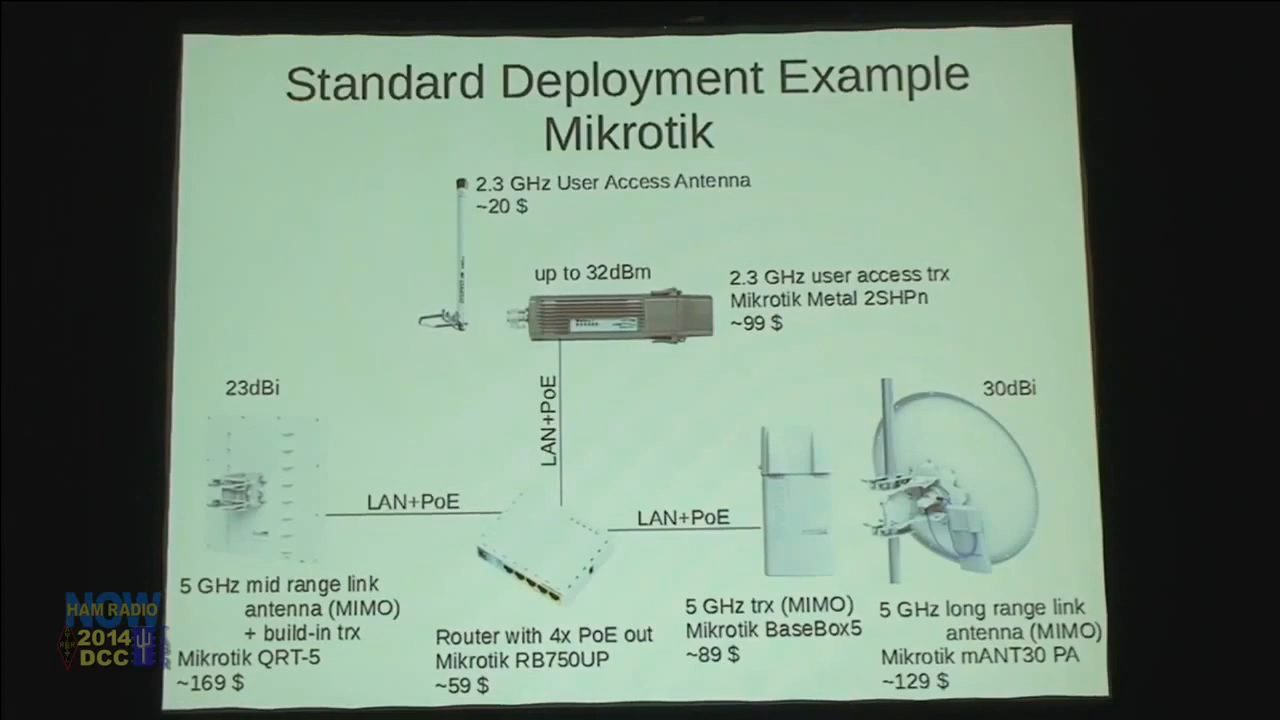 Standard Deployment Example
Mikrotik
2.3 GHz User Access Antenna
~20 $
up to 32dBm
2.3 GHz user access trx
Mikrotik Metal 2SHPn
~99 $
23dBi
30dBi
LAN+PoE
LAN+PoE
LAN+PoE
5 GHz mid range link
antenna (MIMO)
+ build-in trx
Mikrotik QRT-5
~169 $
Router with 4x PoE out
Mikrotik RB750UP
~59 $
5 GHz trx (MIMO)
Mikrotik BaseBox5
~89 $
5 GHz long range link
antenna (MIMO)
Mikrotik mANT30 PA
~129 $
NOW
HAM RADIO
2014
DCC